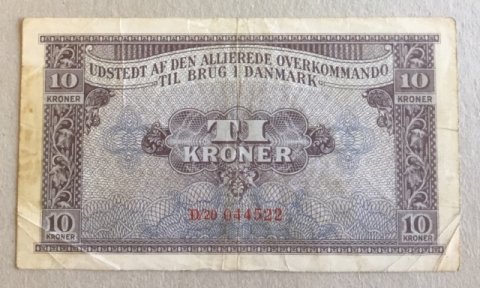 UDSTEDT AF DEN ALLIEREDE OVERKOMMANDO
TIL BRUG I DANMARK
10 KRONER
10 KRONER
TI
KRONER
D/20 044522
10 KRONER
10 KRONER